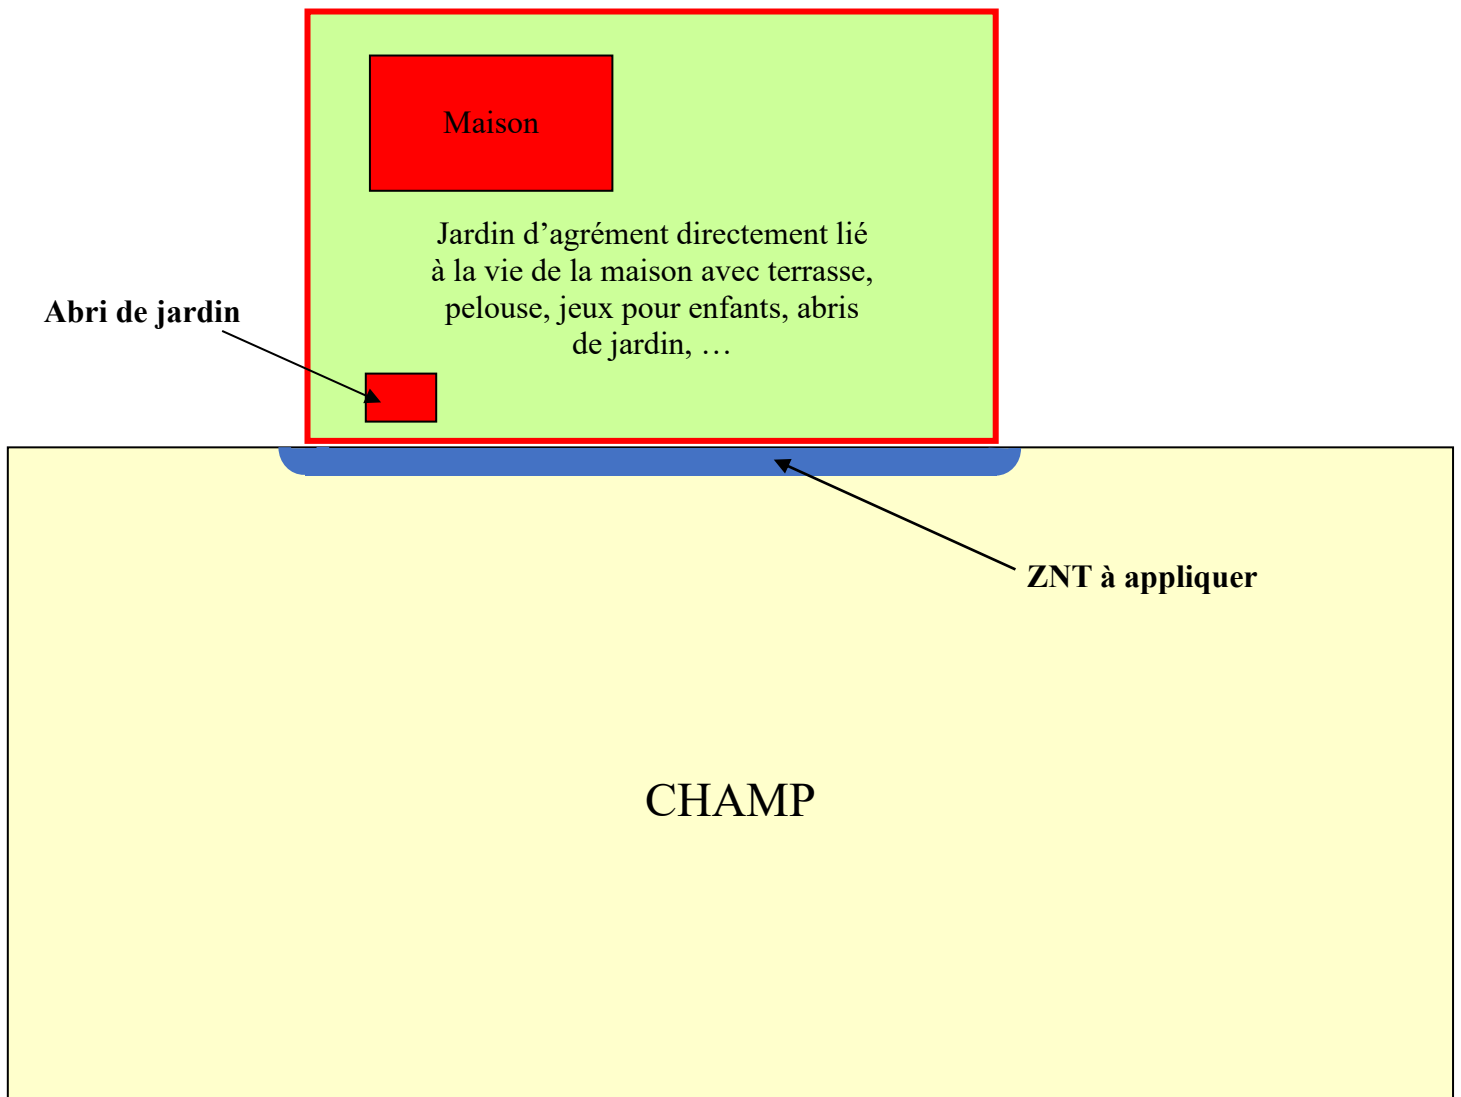 Maison
Jardin d’agrément directement lié
à la vie de la maison avec terrasse,
pelouse, jeux pour enfants, abris
de jardin, …
Abri de jardin
ZNT à appliquer
CHAMP